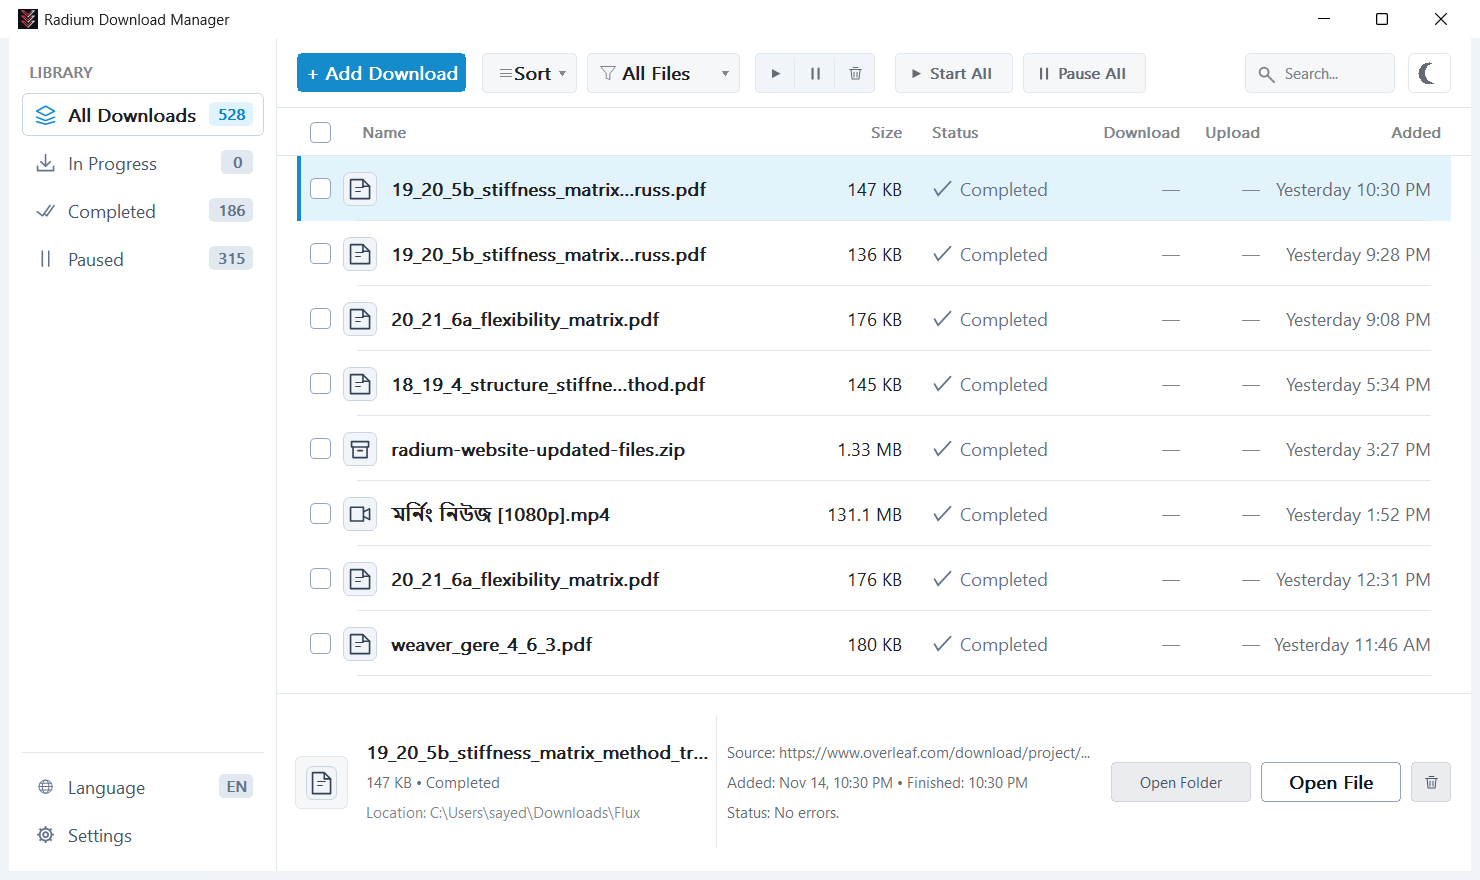 Radium Download Manager
LIBRARY
All Downloads 528
In Progress 0
Completed 186
Paused 315
Language EN
Settings
+ Add Download
Sort
All Files
Start All
Pause All
Search...
Name Size Status Download Upload Added
19_20_5b_stiffness_matrix...russ.pdf 147 KB Completed — — Yesterday 10:30 PM
19_20_5b_stiffness_matrix...russ.pdf 136 KB Completed — — Yesterday 9:28 PM
20_21_6a_flexibility_matrix.pdf 176 KB Completed — — Yesterday 9:08 PM
18_19_4_structure_stiffne...thod.pdf 145 KB Completed — — Yesterday 5:34 PM
radium-website-updated-files.zip 1.33 MB Completed — — Yesterday 3:27 PM
মর্নিং নিউজ [1080p].mp4 131.1 MB Completed — — Yesterday 1:52 PM
20_21_6a_flexibility_matrix.pdf 176 KB Completed — — Yesterday 12:31 PM
weaver_gere_4_6_3.pdf 180 KB Completed — — Yesterday 11:46 AM
19_20_5b_stiffness_matrix_method_tr...
147 KB • Completed
Location: C:\Users\sayed\Downloads\Flux
Source: https://www.overleaf.com/download/project/...
Added: Nov 14, 10:30 PM • Finished: 10:30 PM
Status: No errors.
Open Folder
Open File